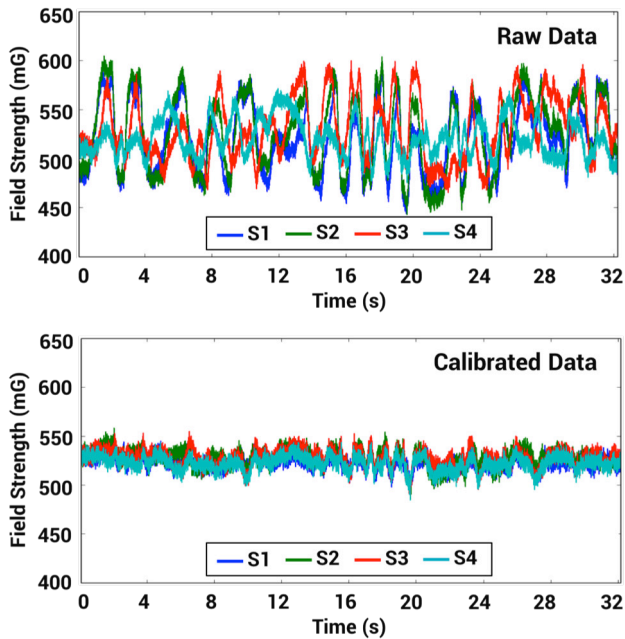 650
Raw Data
600
550
500
450
400
Field Strength (mG)
S1 S2 S3 S4
0 4 8 12 16 20 24 28 32
Time (s)
650
Calibrated Data
600
550
500
450
400
Field Strength (mG)
S1 S2 S3 S4
0 4 8 12 16 20 24 28 32
Time (s)